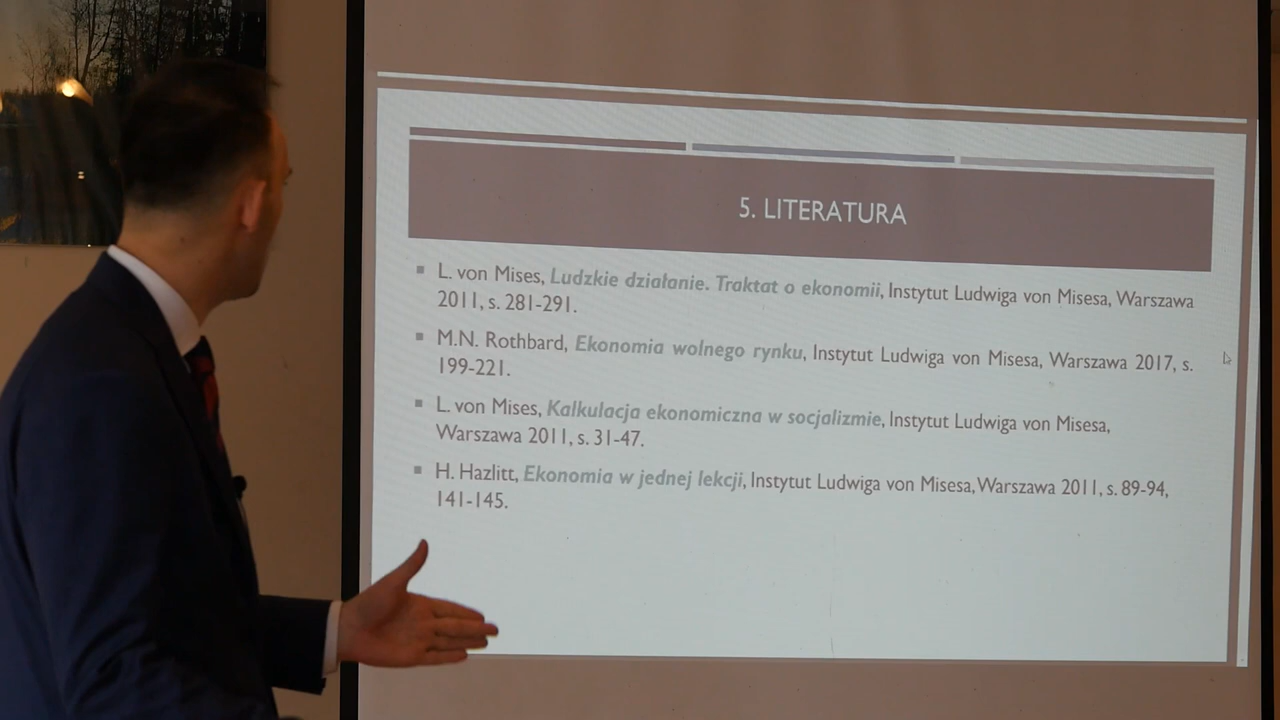 5. LITERATURA
L. von Mises, Ludzkie działanie. Traktat o ekonomii, Instytut Ludwiga von Misesa, Warszawa
2011, s. 281-291.
M.N. Rothbard, Ekonomia wolnego rynku, Instytut Ludwiga von Misesa, Warszawa 2017, s.
199-221.
L. von Mises, Kalkulacja ekonomiczna w socjalizmie, Instytut Ludwiga von Misesa,
Warszawa 2011, s. 31-47.
H. Hazlitt, Ekonomia w jednej lekcji, Instytut Ludwiga von Misesa, Warszawa 2011, s. 89-94,
141-145.